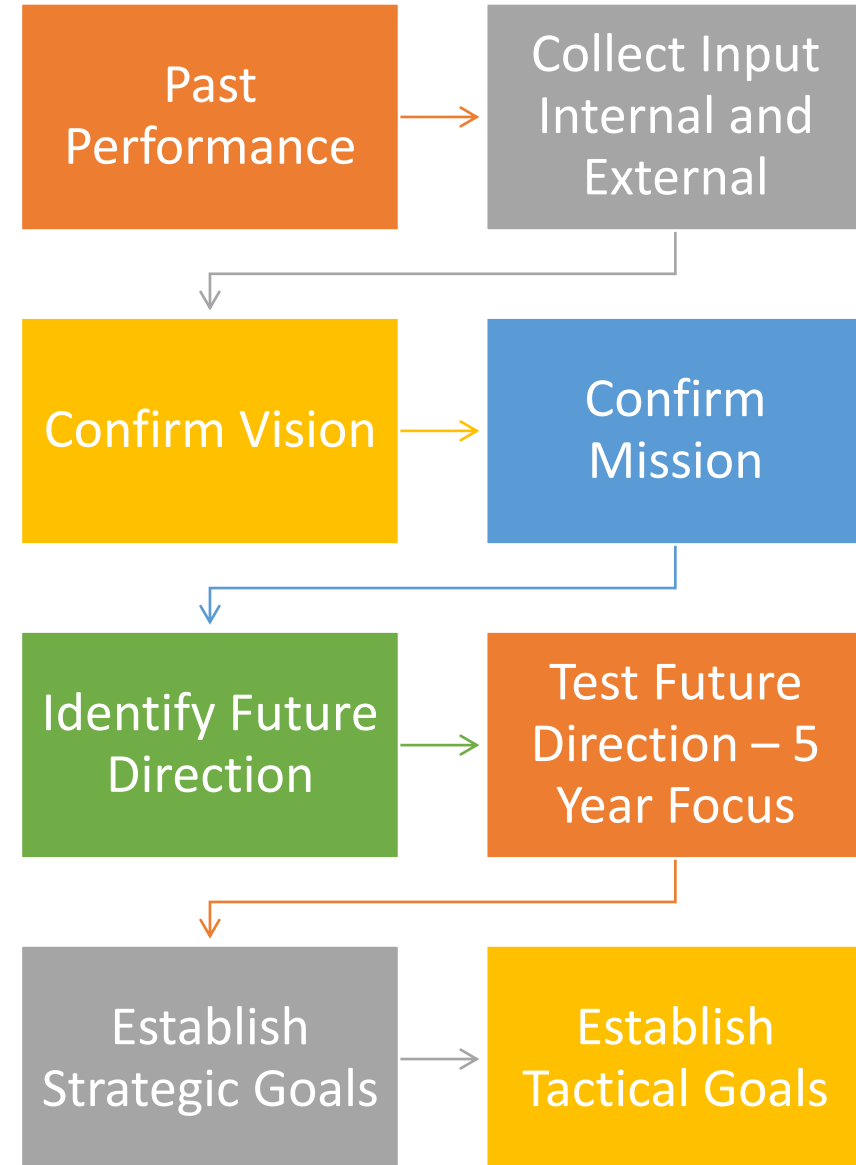 Past
Performance
Collect Input
Internal and
External
Confirm Vision
Confirm
Mission
Identify Future
Direction
Test Future
Direction – 5
Year Focus
Establish
Strategic Goals
Establish
Tactical Goals